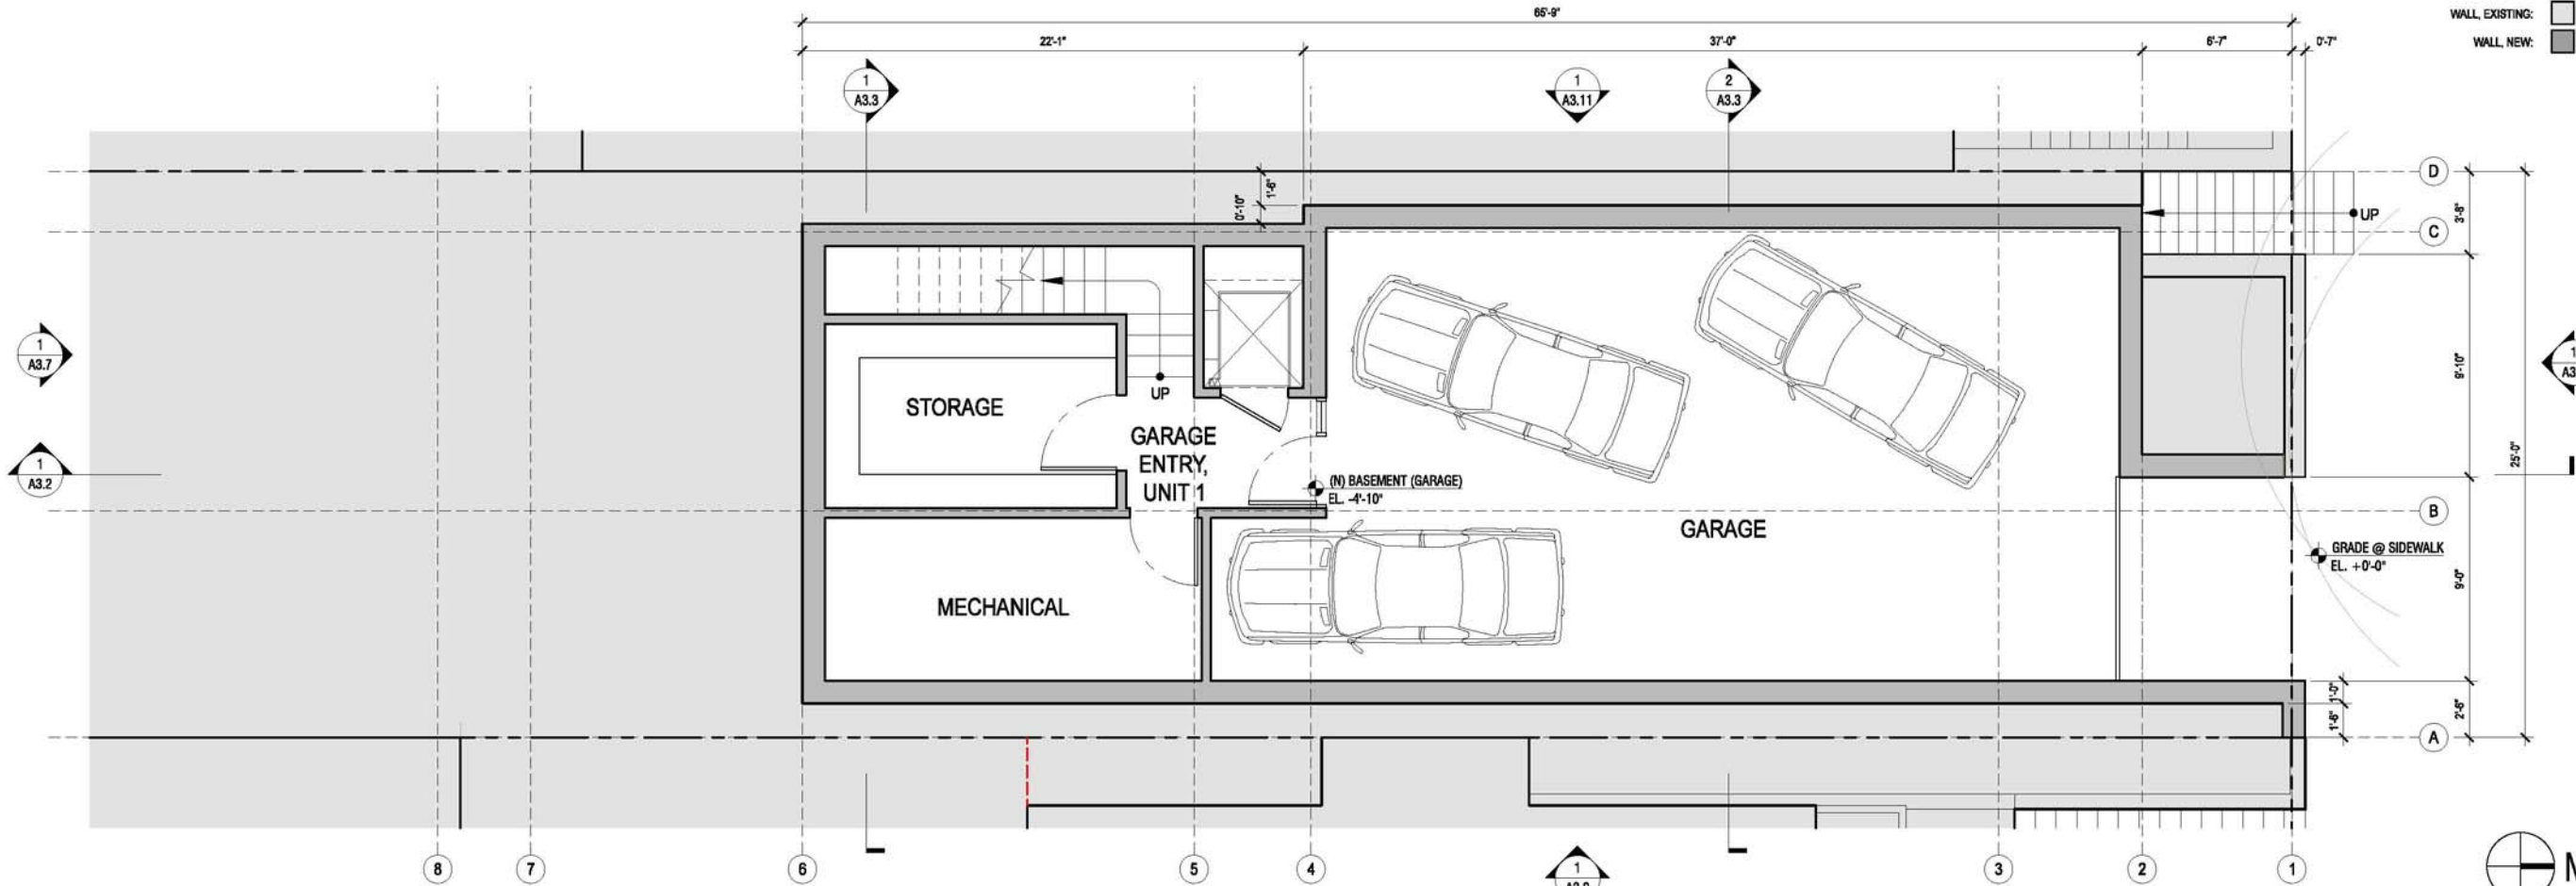 65'-9"
WALL, EXISTING:
22'-1"
37'-0"
6'-7"
0'-7"
WALL, NEW:
1
A3.3
1
A3.11
2
A3.3
D
1'-6"
0'-10"
3'-8"
UP
C
1
A3.7
9'-10"
1
A3
UP
STORAGE
GARAGE
ENTRY,
UNIT 1
25'-0"
1
A3.2
(N) BASEMENT (GARAGE)
EL. -4'-10"
B
GARAGE
GRADE @ SIDEWALK
EL. +0'-0"
9'-0"
MECHANICAL
1'-0"
2'-6"
1'-6"
A
8
7
6
5
4
1
3
2
1